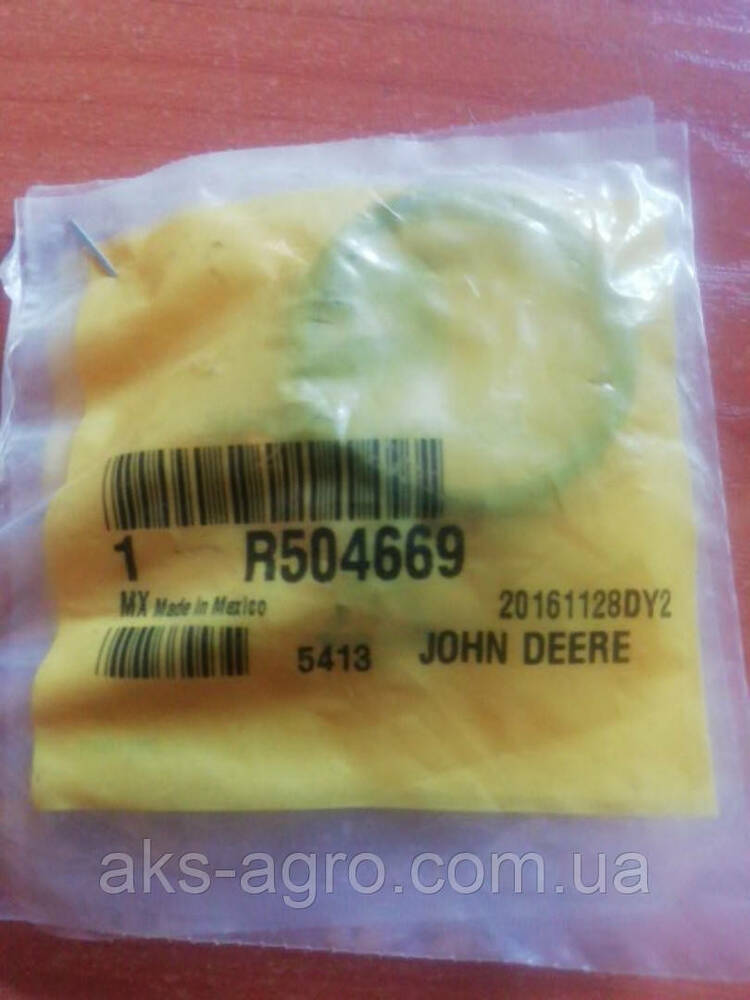 1 R504669
MX Made in Mexico 20161128DY2
5413 JOHN DEERE
aks-agro.com.ua